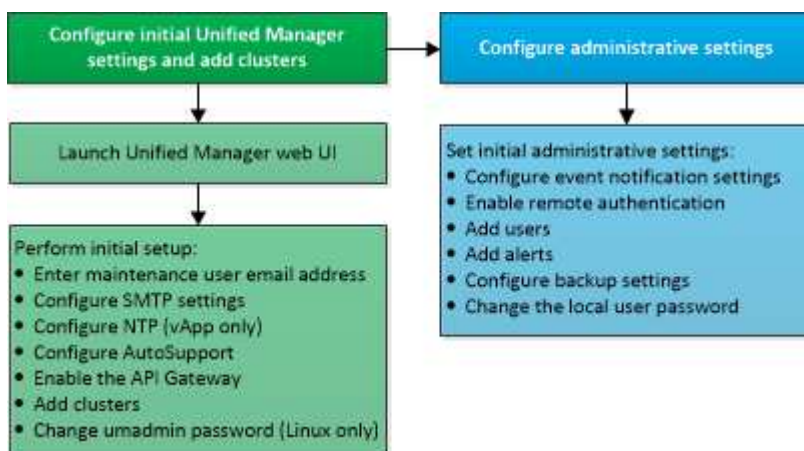 Configure initial Unified Manager
settings and add clusters
Configure administrative settings
Launch Unified Manager web UI
Perform initial setup:
• Enter maintenance user email address
• Configure SMTP settings
• Configure NTP (vApp only)
• Configure AutoSupport
• Enable the API Gateway
• Add clusters
• Change umadmin password (Linux only)
Set initial administrative settings:
• Configure event notification settings
• Enable remote authentication
• Add users
• Add alerts
• Configure backup settings
• Change the local user password